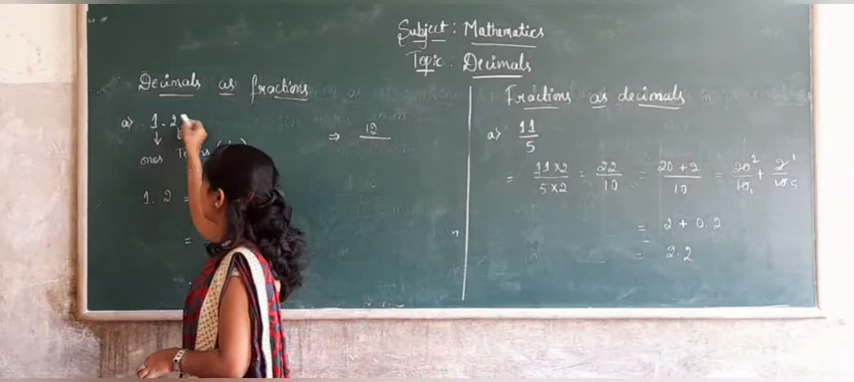 Subject : Mathematics
Topic : Decimals
Decimals as fractions
a) 1.2
ones
1.2 =
=
⇒ 19
Fractions as decimals
a) 11/5
= 11×2/5×2 = 22/10 = 20+2/10 = 20/10 + 2/10
= 2 + 0.2
= 2.2